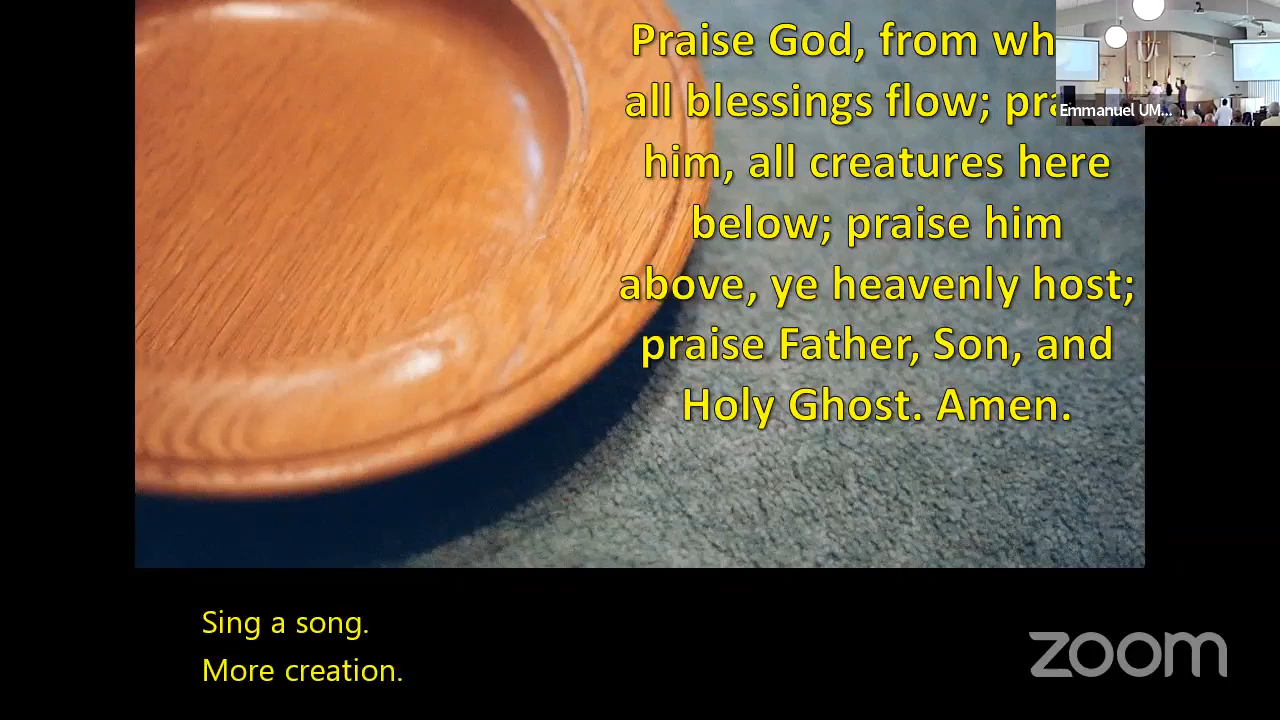 Praise God, from wh
all blessings flow; pra
him, all creatures here
below; praise him
above, ye heavenly host;
praise Father, Son, and
Holy Ghost. Amen.
Emmanuel UM...
Sing a song.
More creation.
zoom